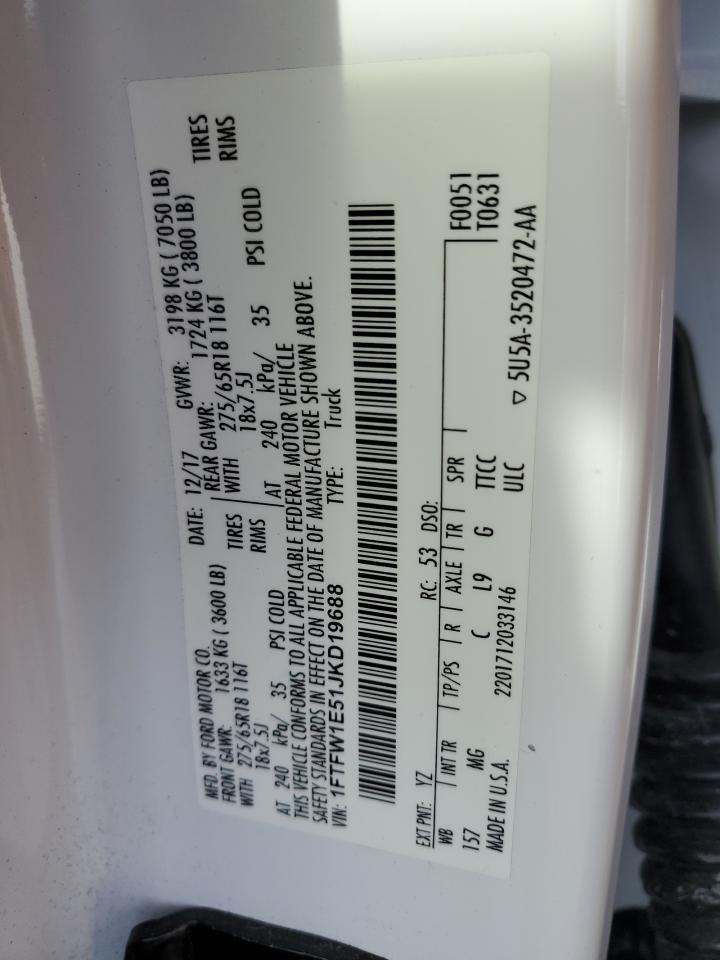 MFD. BY FORD MOTOR CO. DATE: 12/17 GVWR: 3198 KG ( 7050 LB)
FRONT GAWR: 1633 KG ( 3600 LB) REAR GAWR: 1724 KG ( 3800 LB)
WITH 275/65R18 116T TIRES WITH 275/65R18 116T TIRES
18x7.5J RIMS 18x7.5J RIMS
AT 240 kPa/ 35 PSI COLD AT 240 kPa/ 35 PSI COLD
THIS VEHICLE CONFORMS TO ALL APPLICABLE FEDERAL MOTOR VEHICLE
SAFETY STANDARDS IN EFFECT ON THE DATE OF MANUFACTURE SHOWN ABOVE.
VIN: 1FTFW1E51JKD19688 TYPE: Truck
EXT PNT: YZ RC: 53 DSO: F0051
WB INT TR TP/PS R AXLE TR SPR T0631
157 MG C L9 G TTCC
MADE IN U.S.A. 2201712033146 ULC ▽ 5U5A-3520472-AA